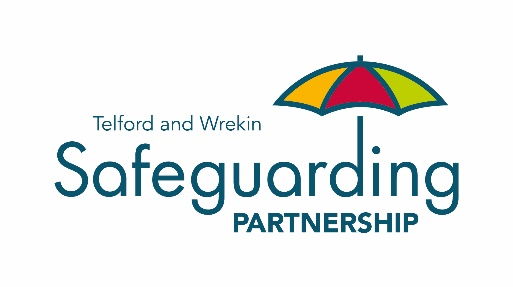 Telford and Wrekin
Safeguarding
PARTNERSHIP